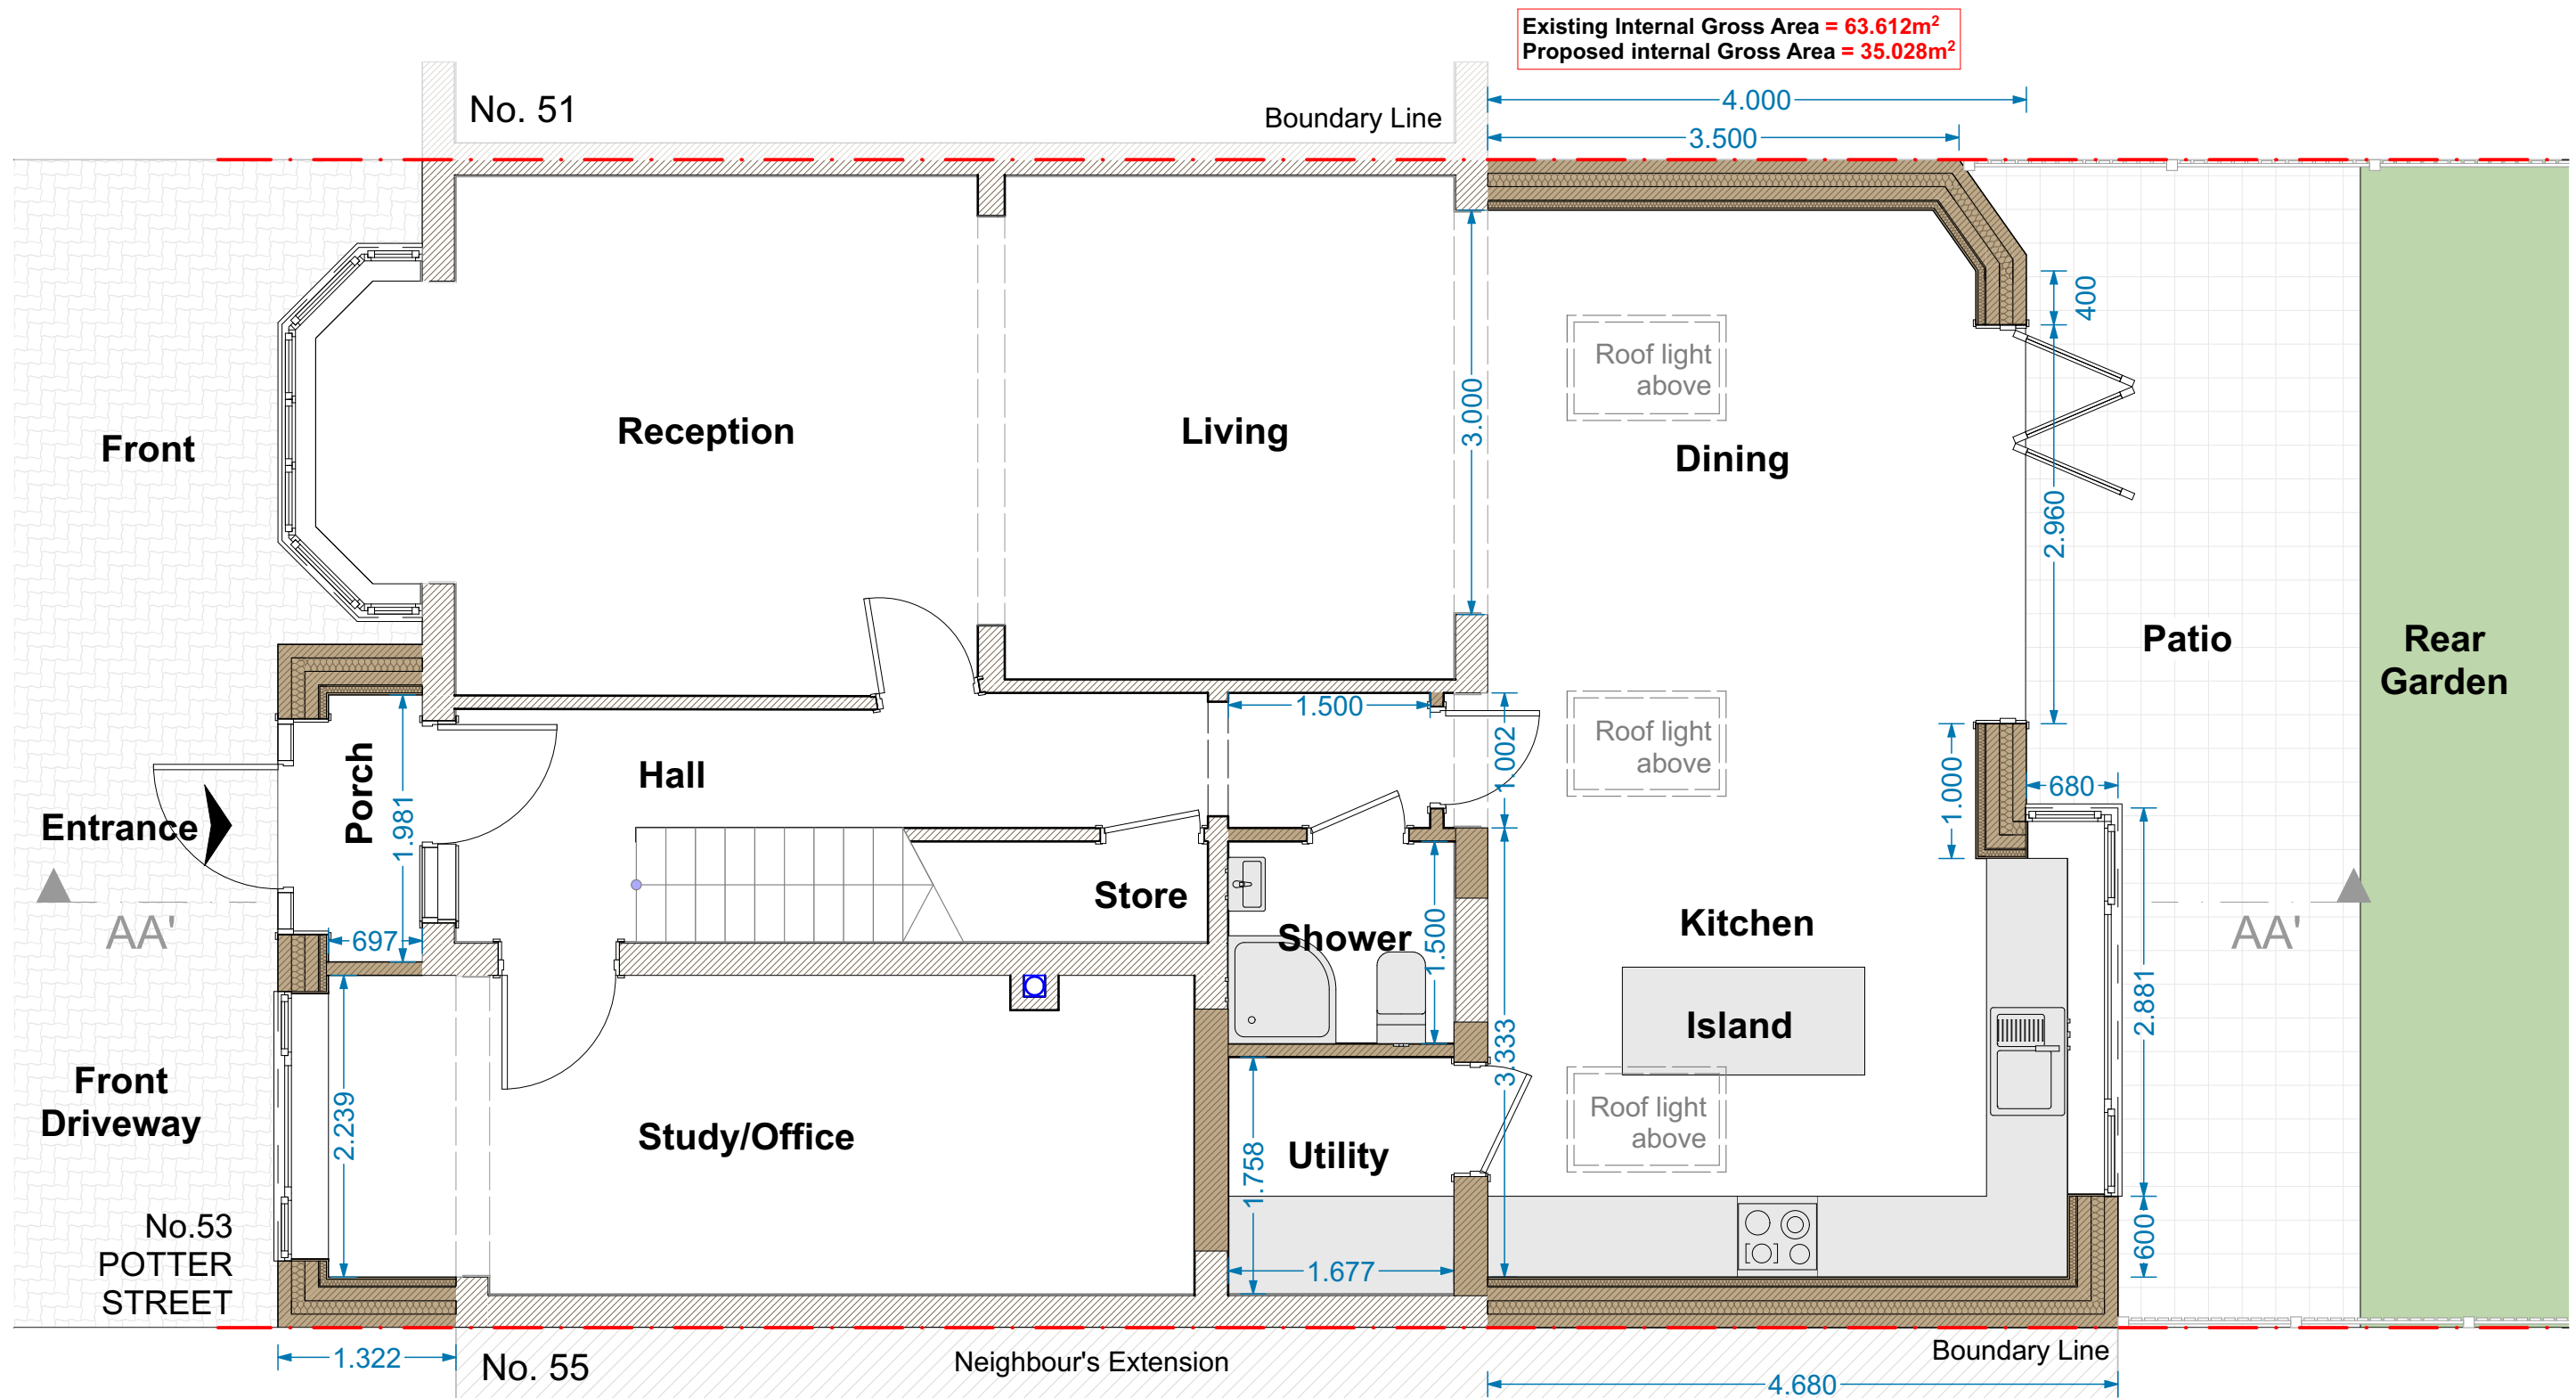 Existing Internal Gross Area = 63.612m²
Proposed internal Gross Area = 35.028m²
4.000
No. 51
Boundary Line
3.500
400
Roof light
above
3.000
Reception
Living
Front
Dining
2.960
Patio
Rear
Garden
1.500
1.002
Roof light
above
Porch
Hall
1.000
680
Entrance
1.981
Store
Kitchen
AA'
697
Shower
1.500
AA'
2.881
Island
3.333
Front
Driveway
2.239
Study/Office
Roof light
above
1.758
Utility
No.53
POTTER
STREET
1.677
600
1.322
No. 55
Neighbour's Extension
Boundary Line
4.680